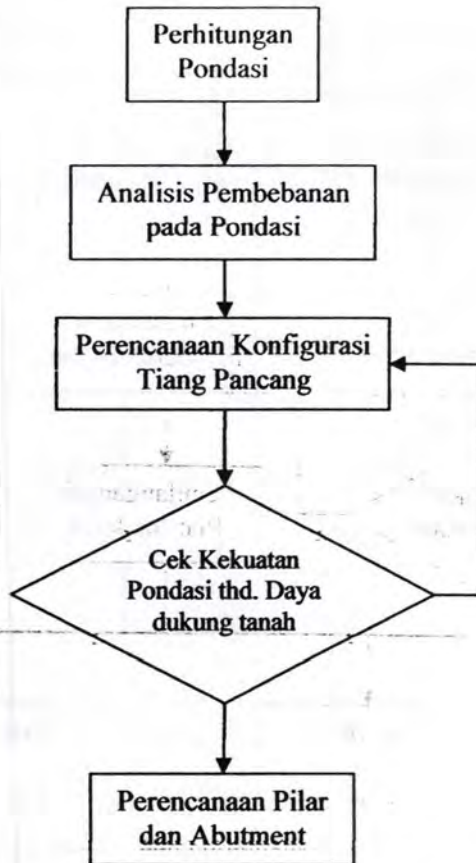 Perhitungan
Pondasi
Analisis Pembebanan
pada Pondasi
Perencanaan Konfigurasi
Tiang Pancang
Cek Kekuatan
Pondasi thd. Daya
dukung tanah
Perencanaan Pilar
dan Abutment